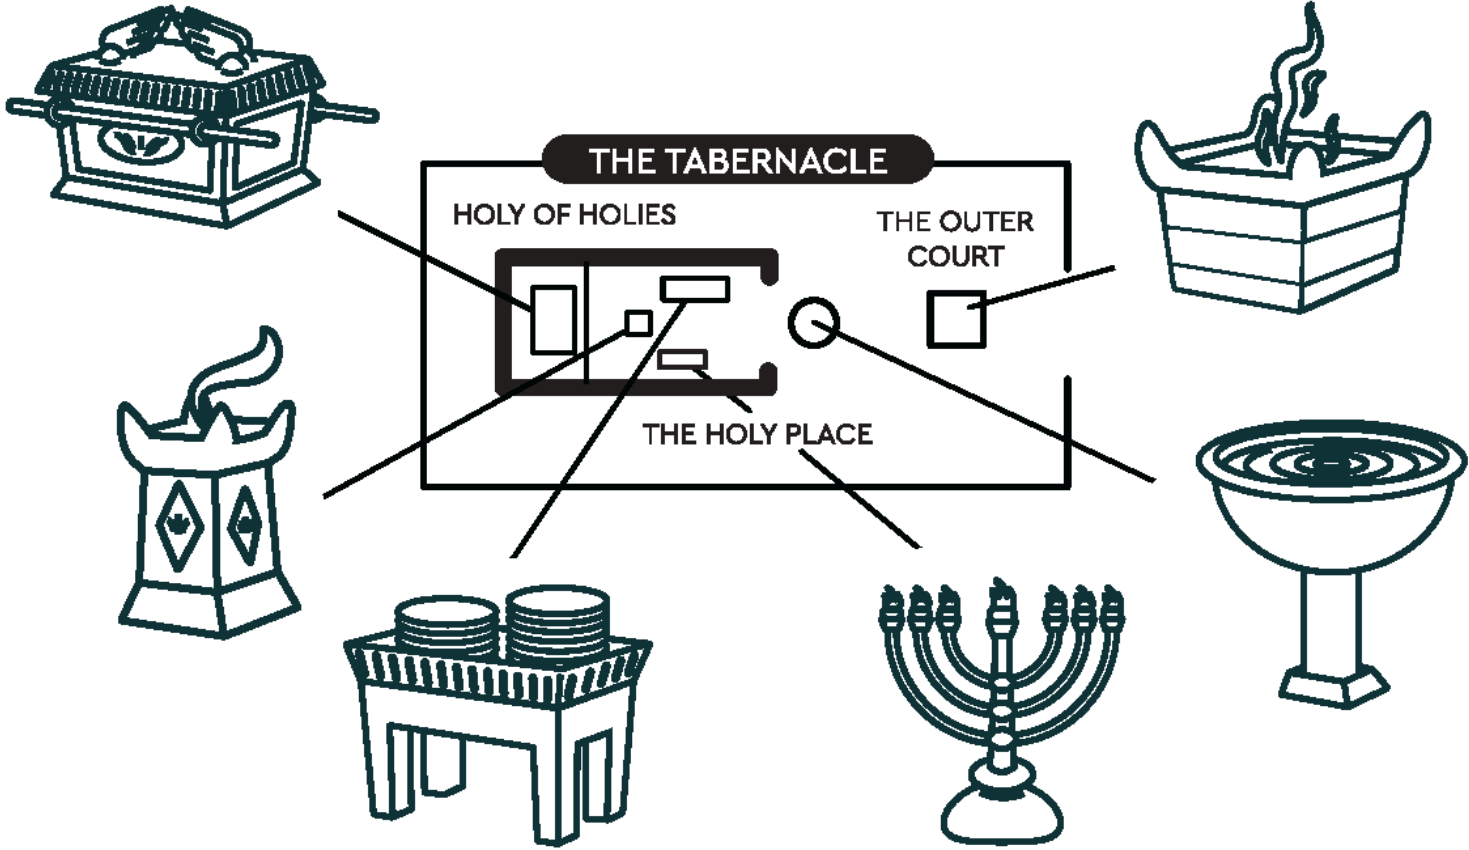 THE TABERNACLE
HOLY OF HOLIES
THE OUTER
COURT
THE HOLY PLACE